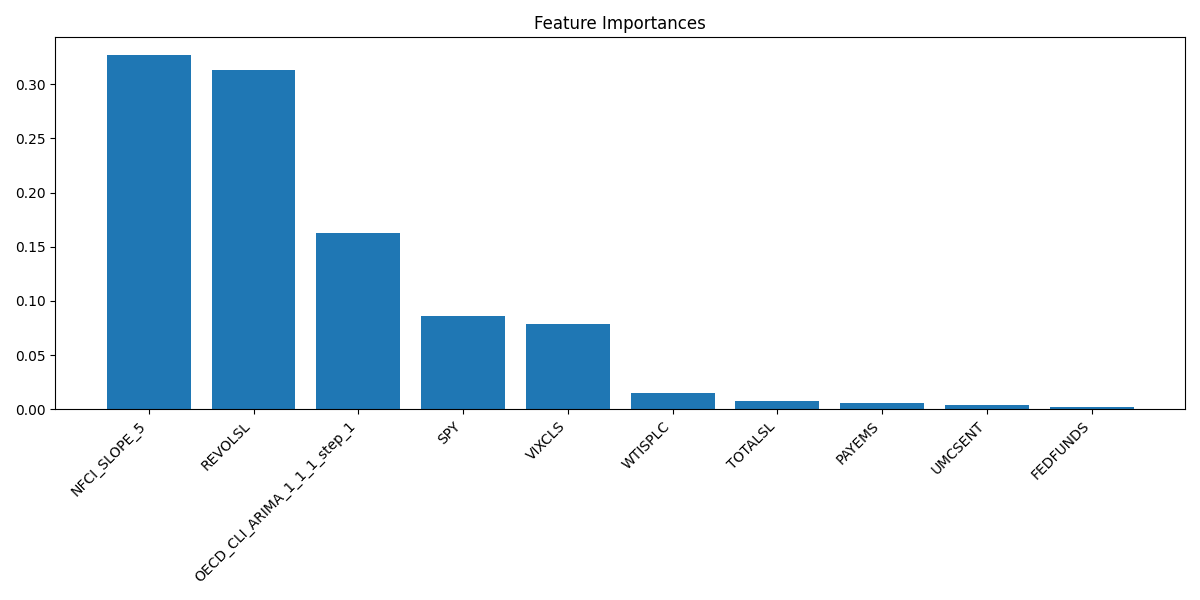 Feature Importances
0.30
0.25
0.20
0.15
0.10
0.05
0.00
NFCI_SLOPE_5
REVOLSL
OECD_CLI_ARIMA_1_1_1_step_1
SPY
VIXCLS
WTISPLC
TOTALSL
PAYEMS
UMCSENT
FEDFUNDS